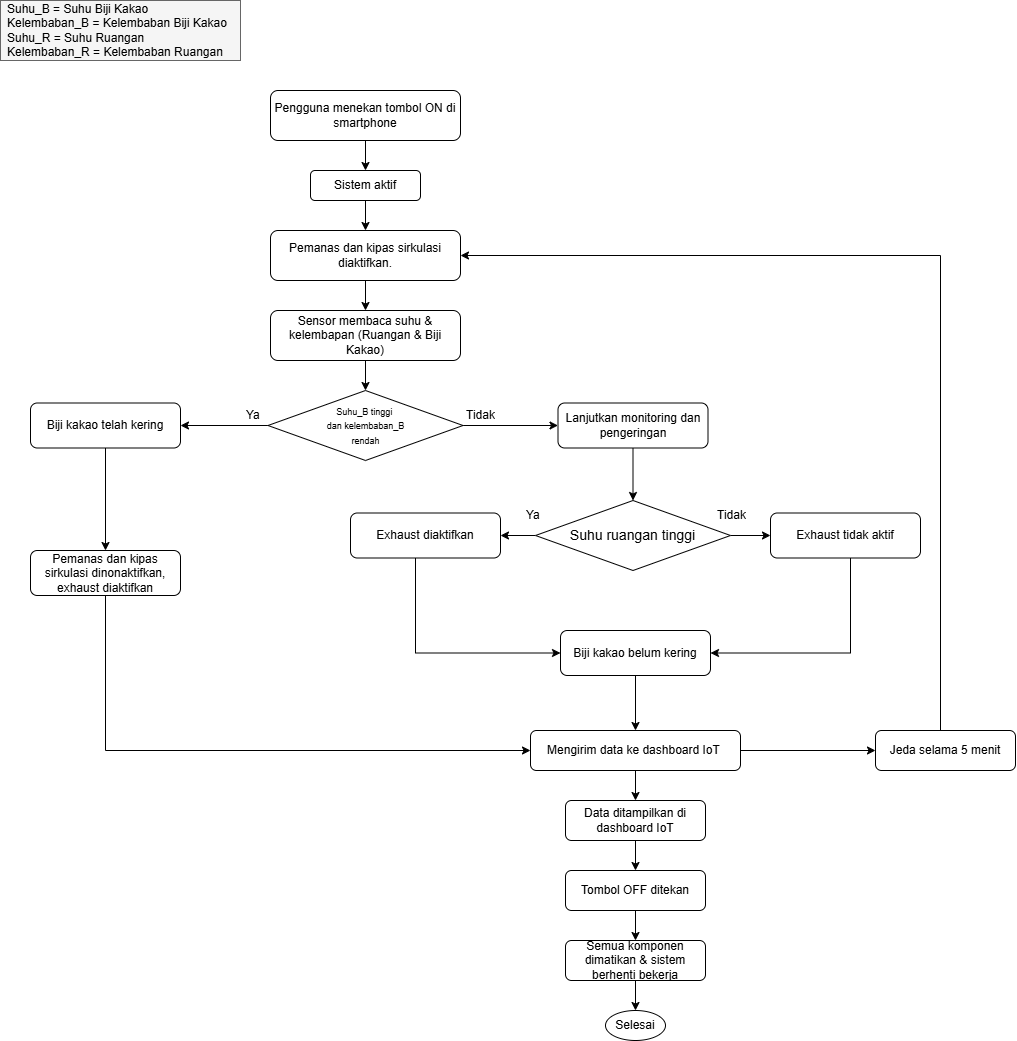 Suhu_B = Suhu Biji Kakao
Kelembaban_B = Kelembaban Biji Kakao
Suhu_R = Suhu Ruangan
Kelembaban_R = Kelembaban Ruangan
Pengguna menekan tombol ON di
smartphone
Sistem aktif
Pemanas dan kipas sirkulasi
diaktifkan.
Sensor membaca suhu &
kelembapan (Ruangan & Biji
Kakao)
Suhu_B tinggi
dan kelembaban_B
rendah
Ya
Tidak
Biji kakao telah kering
Lanjutkan monitoring dan
pengeringan
Suhu ruangan tinggi
Ya
Tidak
Exhaust diaktifkan
Exhaust tidak aktif
Pemanas dan kipas
sirkulasi dinonaktifkan,
exhaust diaktifkan
Biji kakao belum kering
Mengirim data ke dashboard IoT
Jeda selama 5 menit
Data ditampilkan di
dashboard IoT
Tombol OFF ditekan
Semua komponen
dimatikan & sistem
berhenti bekerja
Selesai